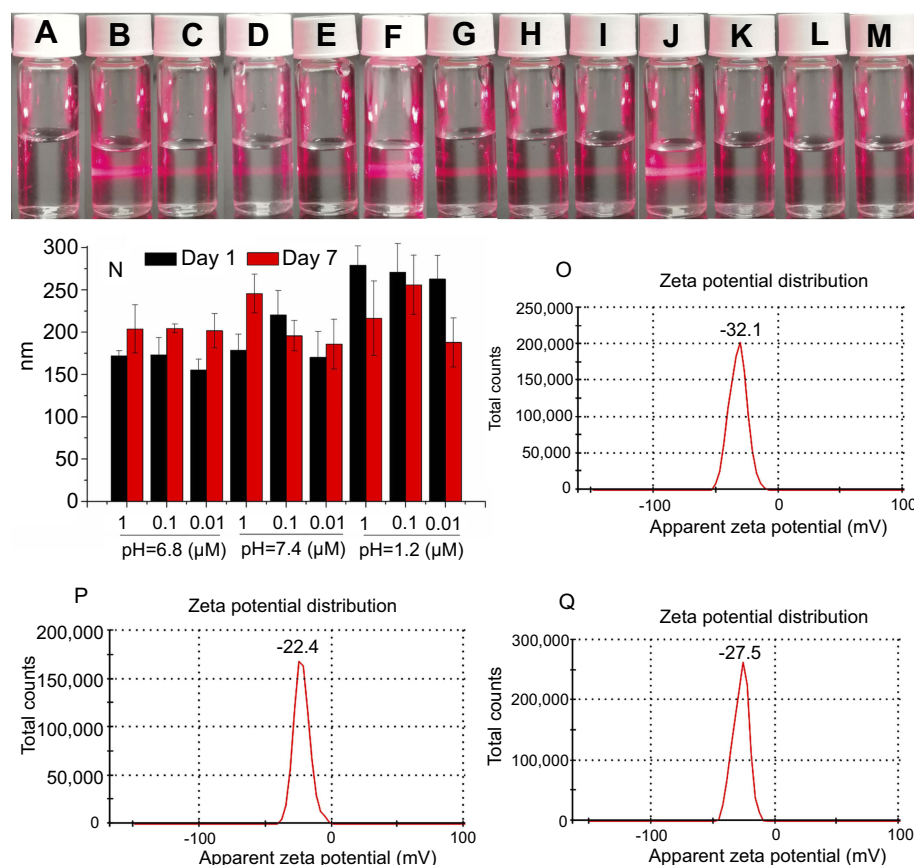 A B C D E F G H I J K L M
N
Day 1 Day 7
300
250
200
150
100
50
0
nm
1 0.1 0.01 1 0.1 0.01 1 0.1 0.01
pH=6.8 (µM) pH=7.4 (µM) pH=1.2 (µM)
O
Zeta potential distribution
-32.1
250,000
200,000
150,000
100,000
50,000
0
Total counts
-100 0 100
Apparent zeta potential (mV)
P
Zeta potential distribution
-22.4
200,000
150,000
100,000
50,000
0
Total counts
-100 0 100
Apparent zeta potential (mV)
Q
Zeta potential distribution
-27.5
300,000
200,000
100,000
0
Total counts
-100 0 100
Apparent zeta potential (mV)